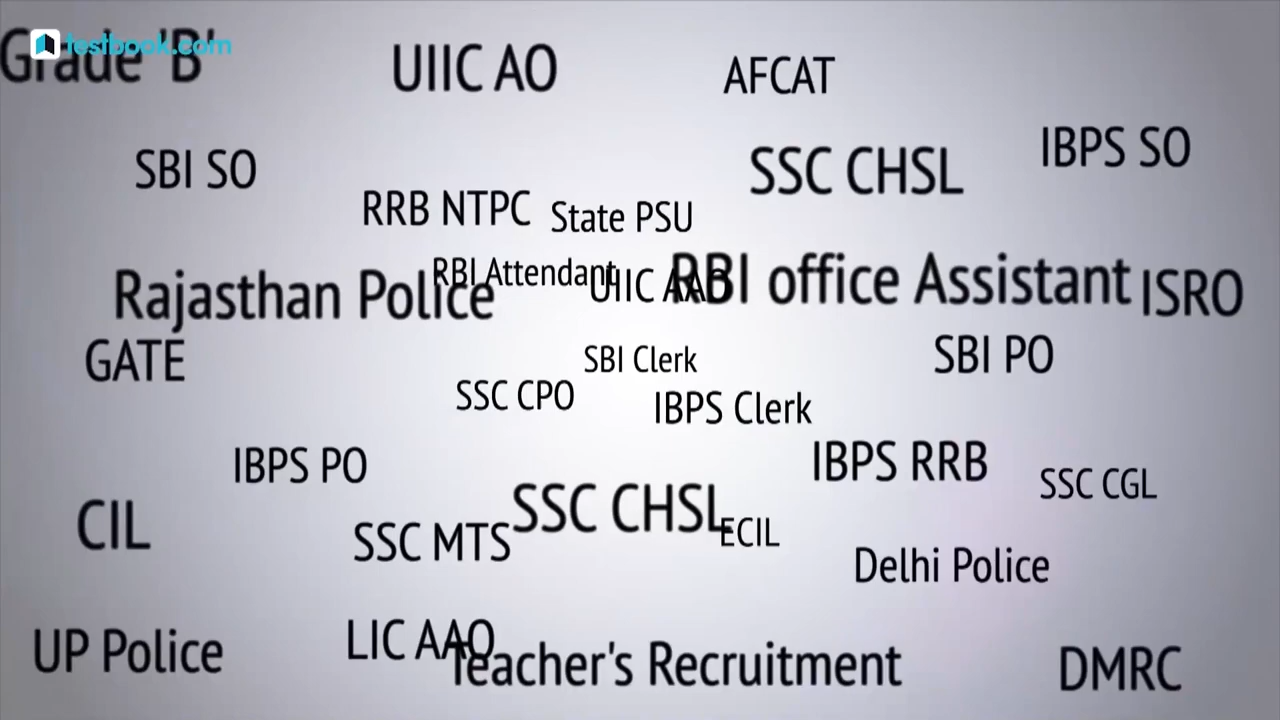 Grade 'B'
testbook.com
UIIC AO
AFCAT
SBI SO
SSC CHSL
IBPS SO
RRB NTPC
State PSU
Rajasthan Police
RBI Attendant
UIIC AAO
RBI office Assistant
ISRO
GATE
SBI Clerk
SBI PO
SSC CPO
IBPS Clerk
IBPS PO
IBPS RRB
SSC CGL
CIL
SSC MTS
SSC CHSL
ECIL
Delhi Police
UP Police
LIC AAO
Teacher's Recruitment
DMRC